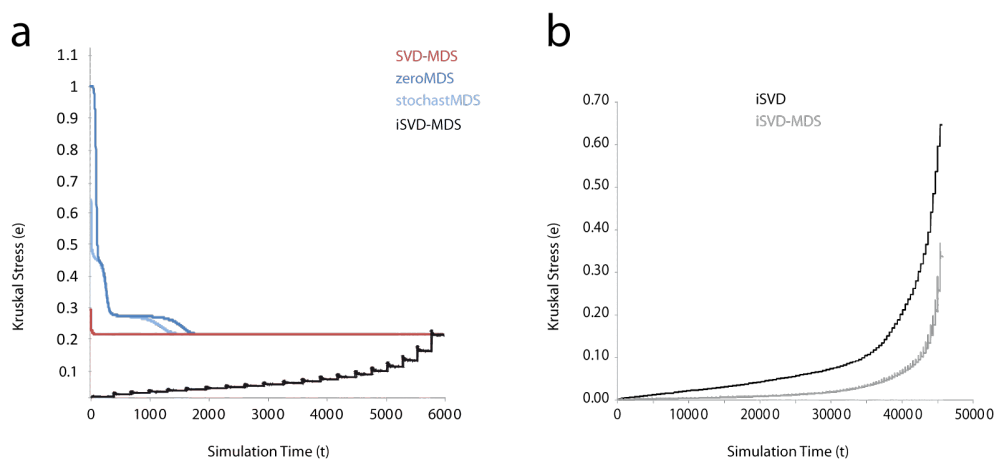 a
1.1
1
0.9
0.8
0.7
0.6
0.5
0.4
0.3
0.2
0.1
Kruskal Stress (e)
0 1000 2000 3000 4000 5000 6000
Simulation Time (t)
SVD-MDS
zeroMDS
stochastMDS
iSVD-MDS
b
0.70
0.60
0.50
0.40
0.30
0.20
0.10
0.00
Kruskal Stress (e)
0 10000 20000 30000 40000 50000
Simulation Time (t)
iSVD
iSVD-MDS